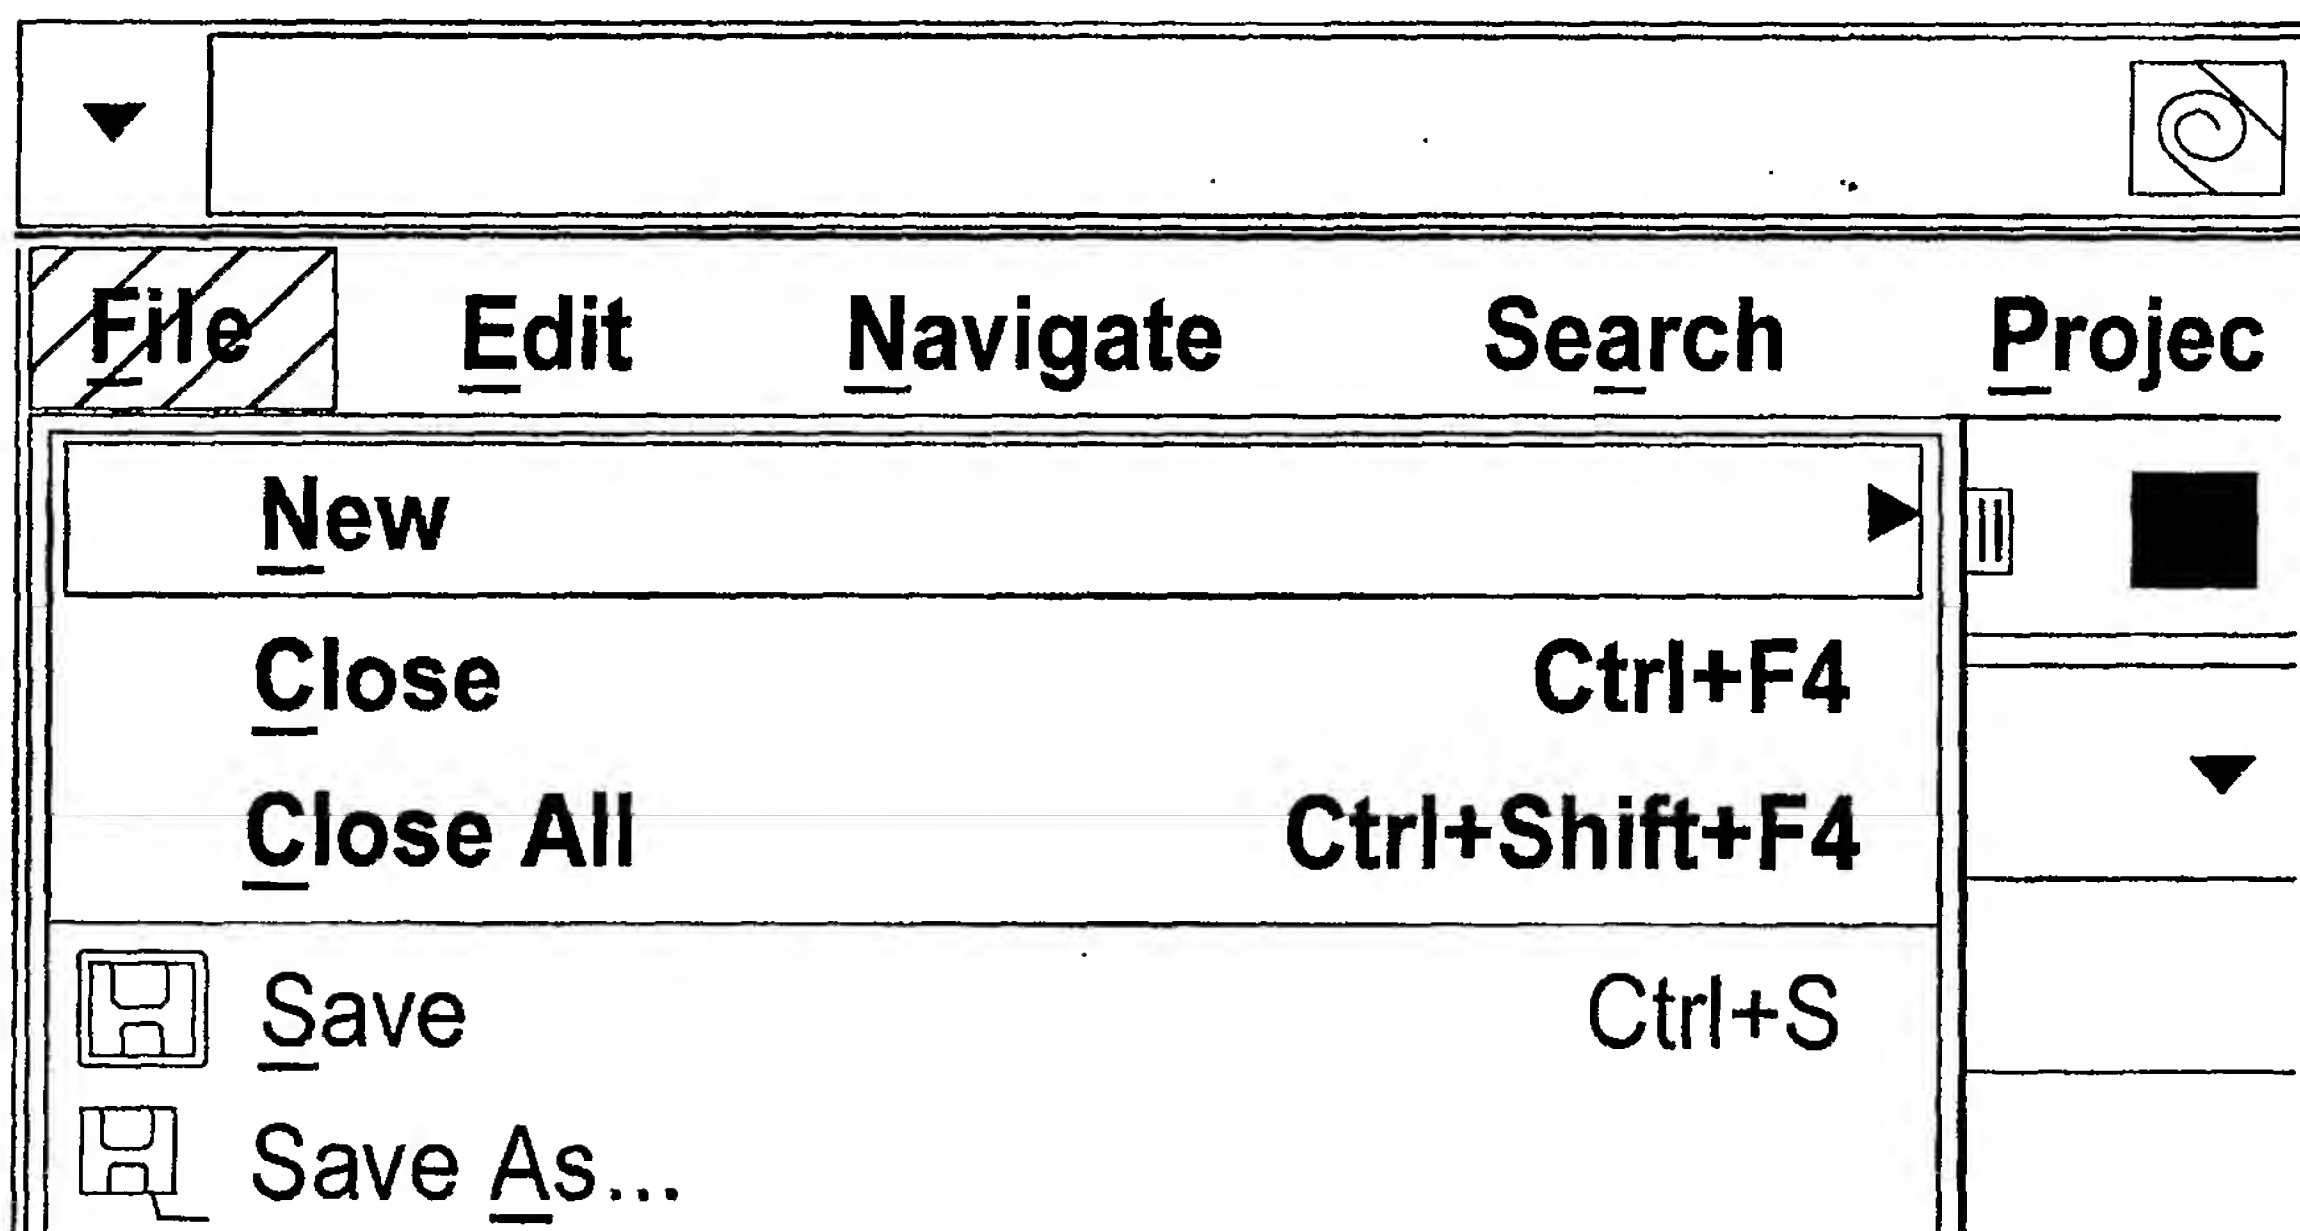 File Edit Navigate Search Projec
New
Close Ctrl+F4
Close All Ctrl+Shift+F4
Save Ctrl+S
Save As...